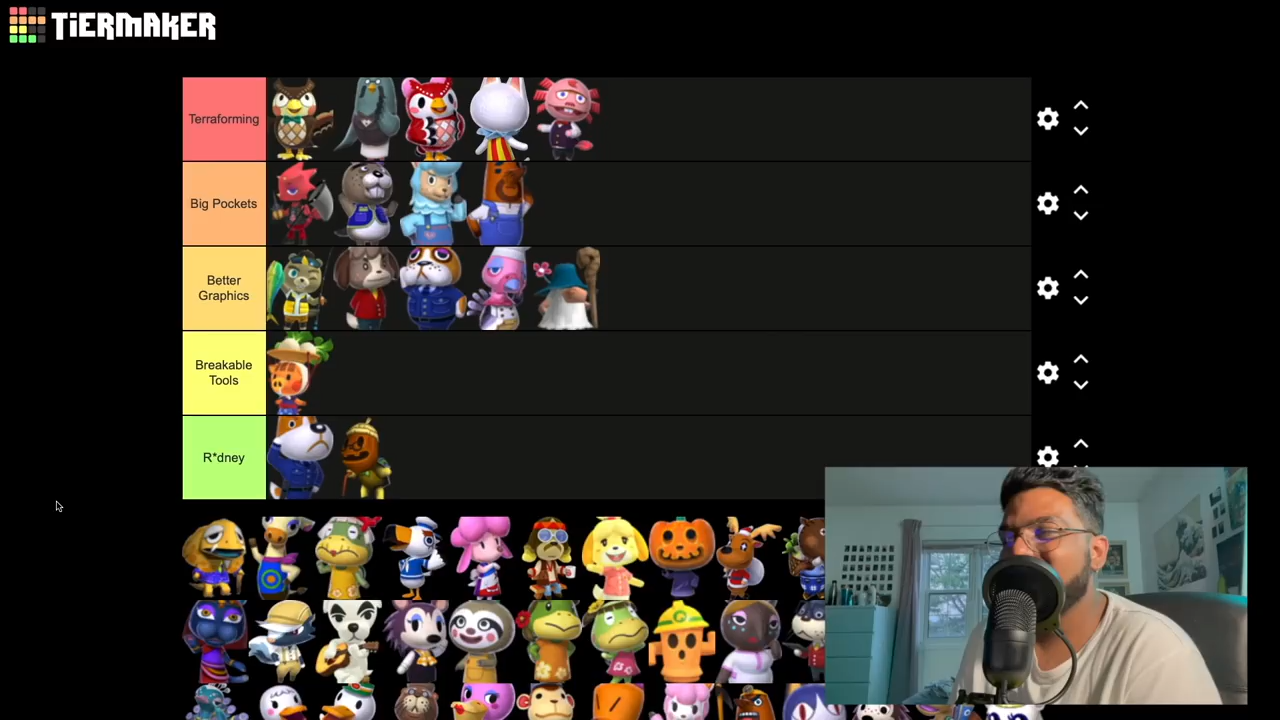 TIERMAKER
Terraforming
Big Pockets
Better
Graphics
Breakable
Tools
R*dney